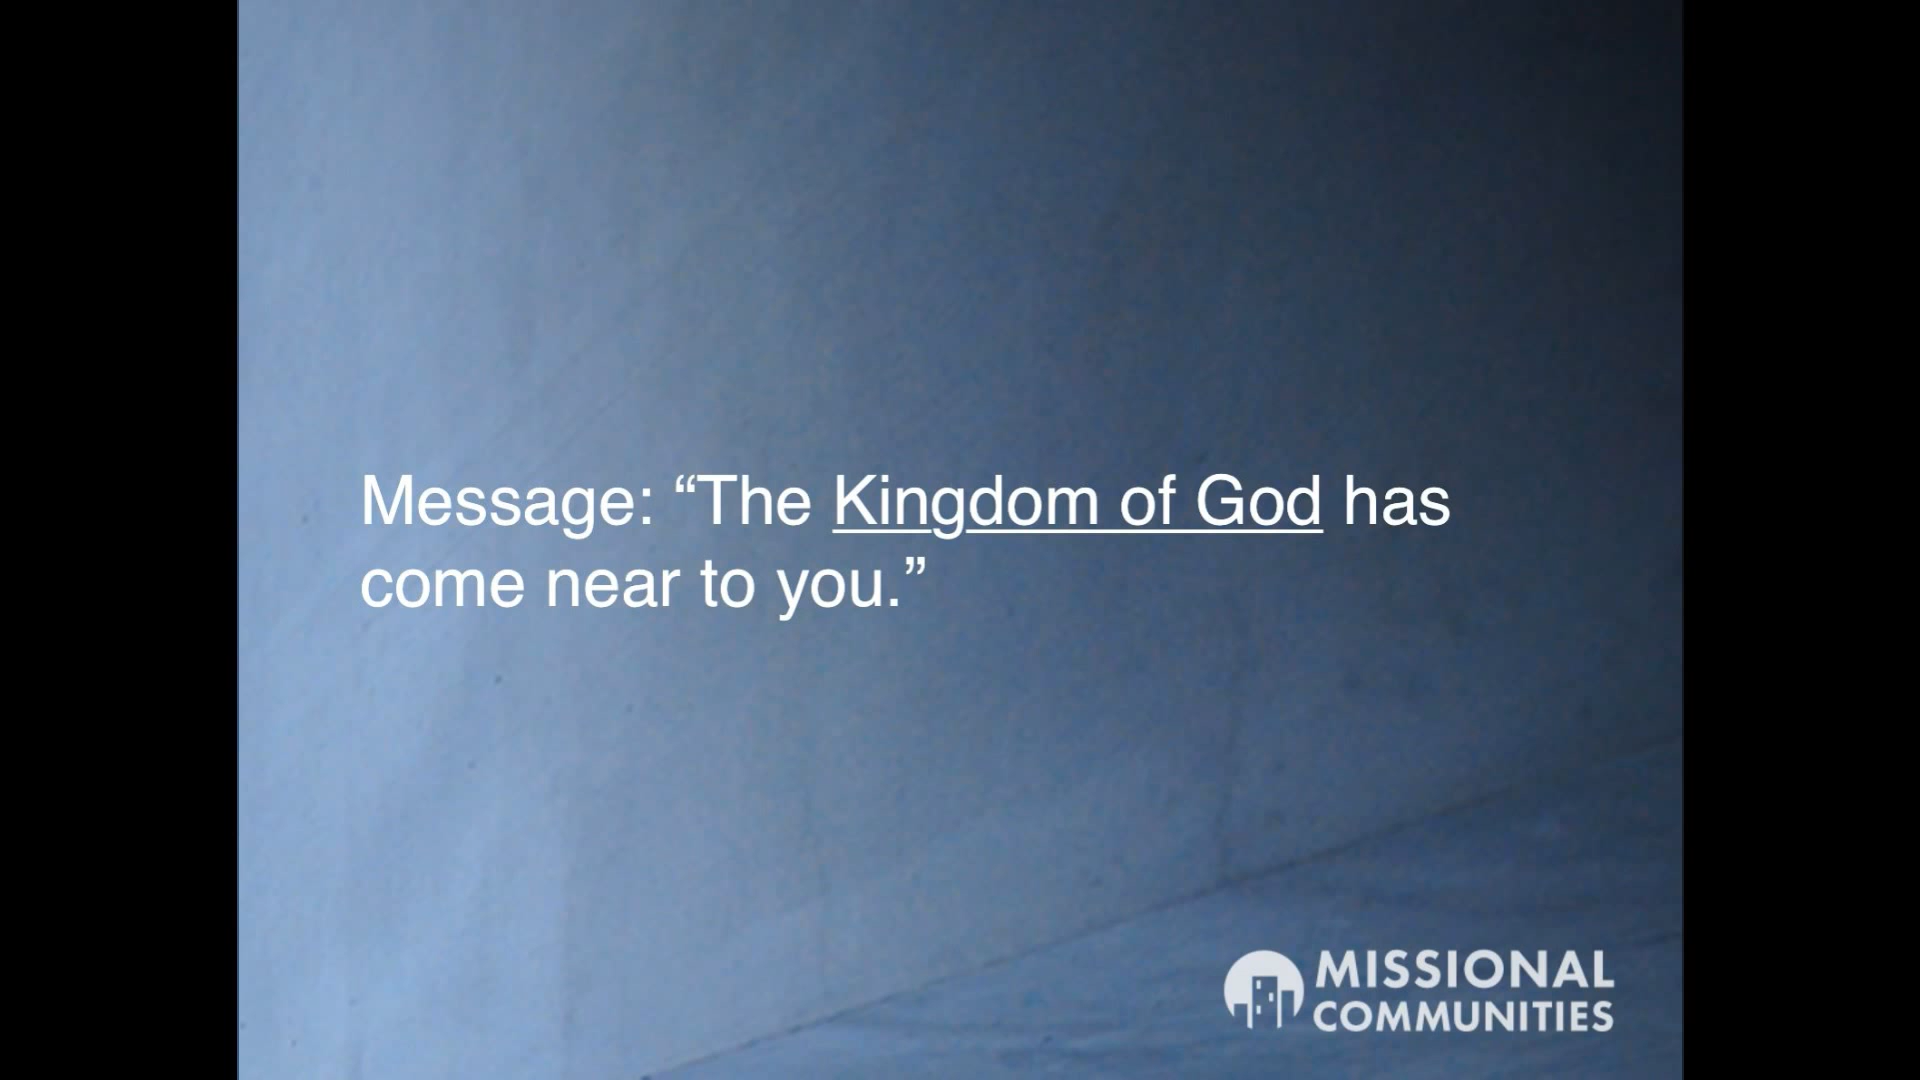 Message: “The Kingdom of God has
come near to you.”
MISSIONAL
COMMUNITIES